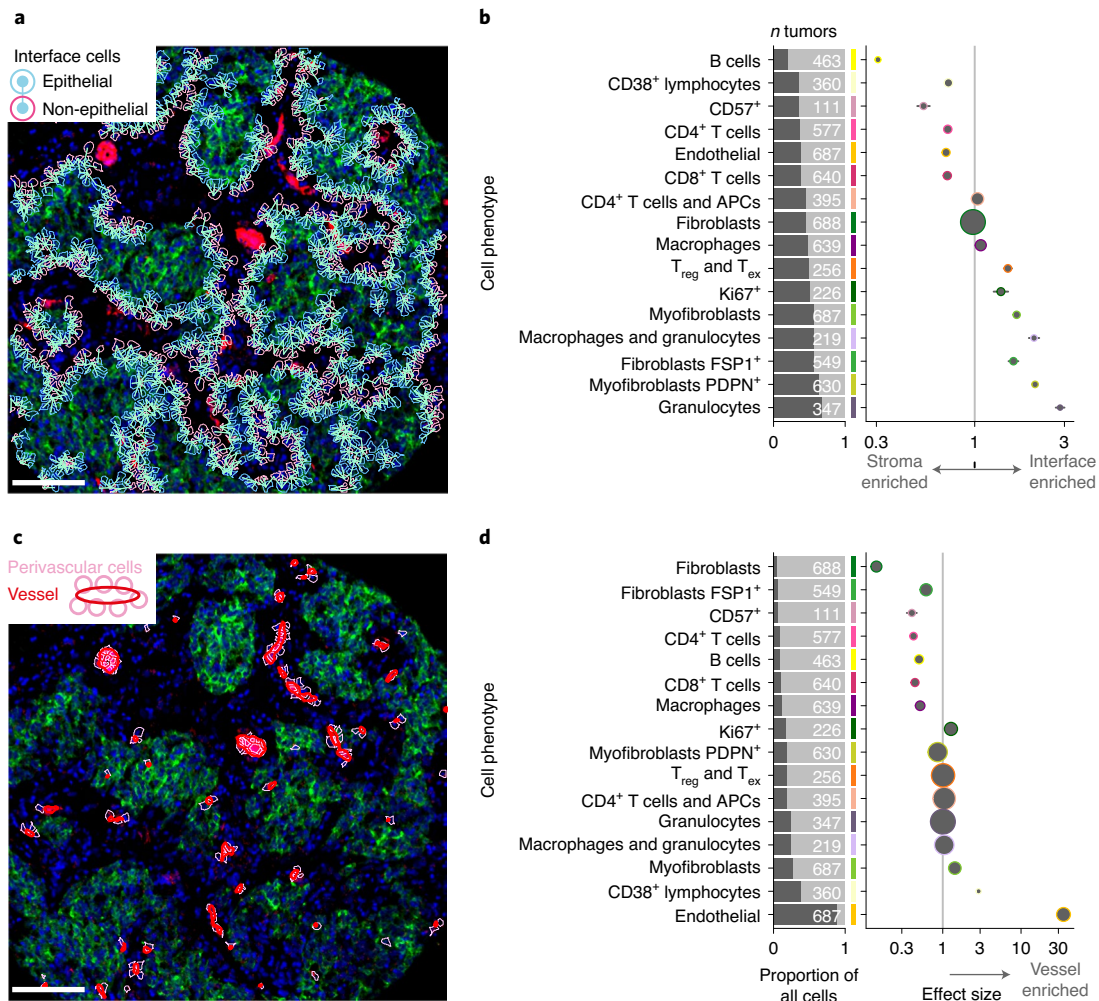 a
Interface cells
Epithelial
Non-epithelial
b
n tumors
Cell phenotype
B cells 463
CD38+ lymphocytes 360
CD57+ 111
CD4+ T cells 577
Endothelial 687
CD8+ T cells 640
CD4+ T cells and APCs 395
Fibroblasts 688
Macrophages 639
Treg and Tex 256
Ki67+ 226
Myofibroblasts 687
Macrophages and granulocytes 219
Fibroblasts FSP1+ 549
Myofibroblasts PDPN+ 630
Granulocytes 347
0 1 0.3 1 3
Stroma enriched
Interface enriched
c
Perivascular cells
Vessel
d
Cell phenotype
Fibroblasts 688
Fibroblasts FSP1+ 549
CD57+ 111
CD4+ T cells 577
B cells 463
CD8+ T cells 640
Macrophages 639
Ki67+ 226
Myofibroblasts PDPN+ 630
Treg and Tex 256
CD4+ T cells and APCs 395
Granulocytes 347
Macrophages and granulocytes 219
Myofibroblasts 687
CD38+ lymphocytes 360
Endothelial 687
0 1 0.3 1 3 10 30
Proportion of
all cells
Effect size
Vessel
enriched